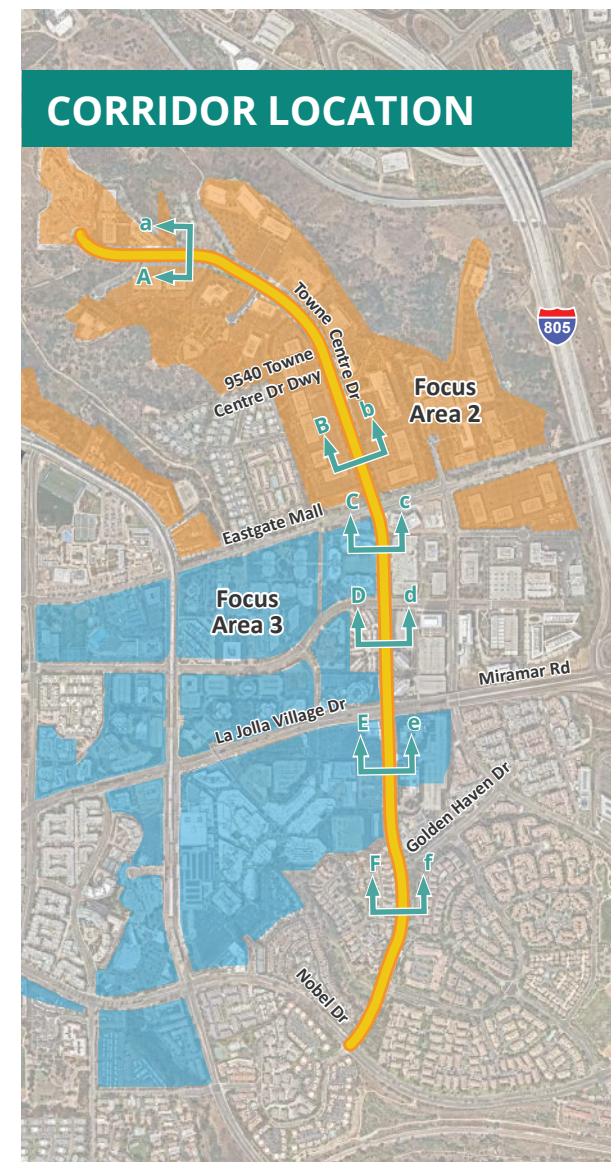 CORRIDOR LOCATION
a
A
805
Towne Centre Dr
9540 Towne
Centre Dr Dwy
Focus
Area 2
B
b
C
c
Eastgate Mall
Focus
Area 3
D
d
Miramar Rd
La Jolla Village Dr
E
e
Golden Haven Dr
F
f
Nobel Dr